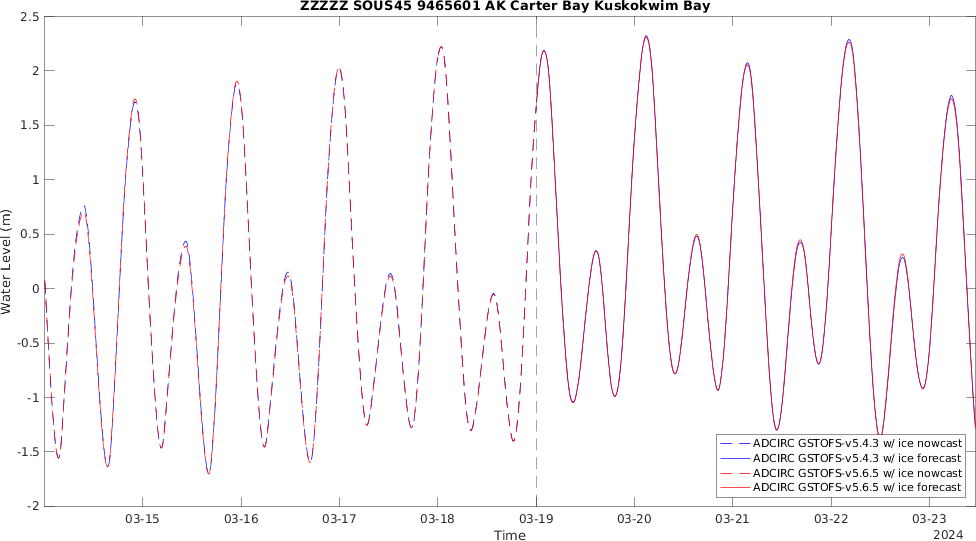 ZZZZZ SOUS45 9465601 AK Carter Bay Kuskokwim Bay
2.5
2
1.5
1
0.5
0
-0.5
-1
-1.5
-2
Water Level (m)
03-15 03-16 03-17 03-18 03-19 03-20 03-21 03-22 03-23
Time
2024
ADCIRC GSTOFS-v5.4.3 w/ ice nowcast
ADCIRC GSTOFS-v5.4.3 w/ ice forecast
ADCIRC GSTOFS-v5.6.5 w/ ice nowcast
ADCIRC GSTOFS-v5.6.5 w/ ice forecast